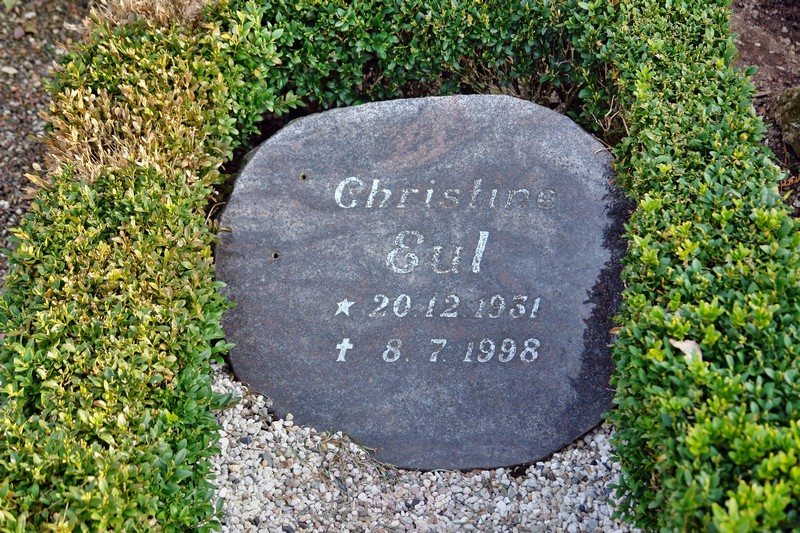 Christine
Eul
★ 20 12 1931
✝ 8. 7. 1998